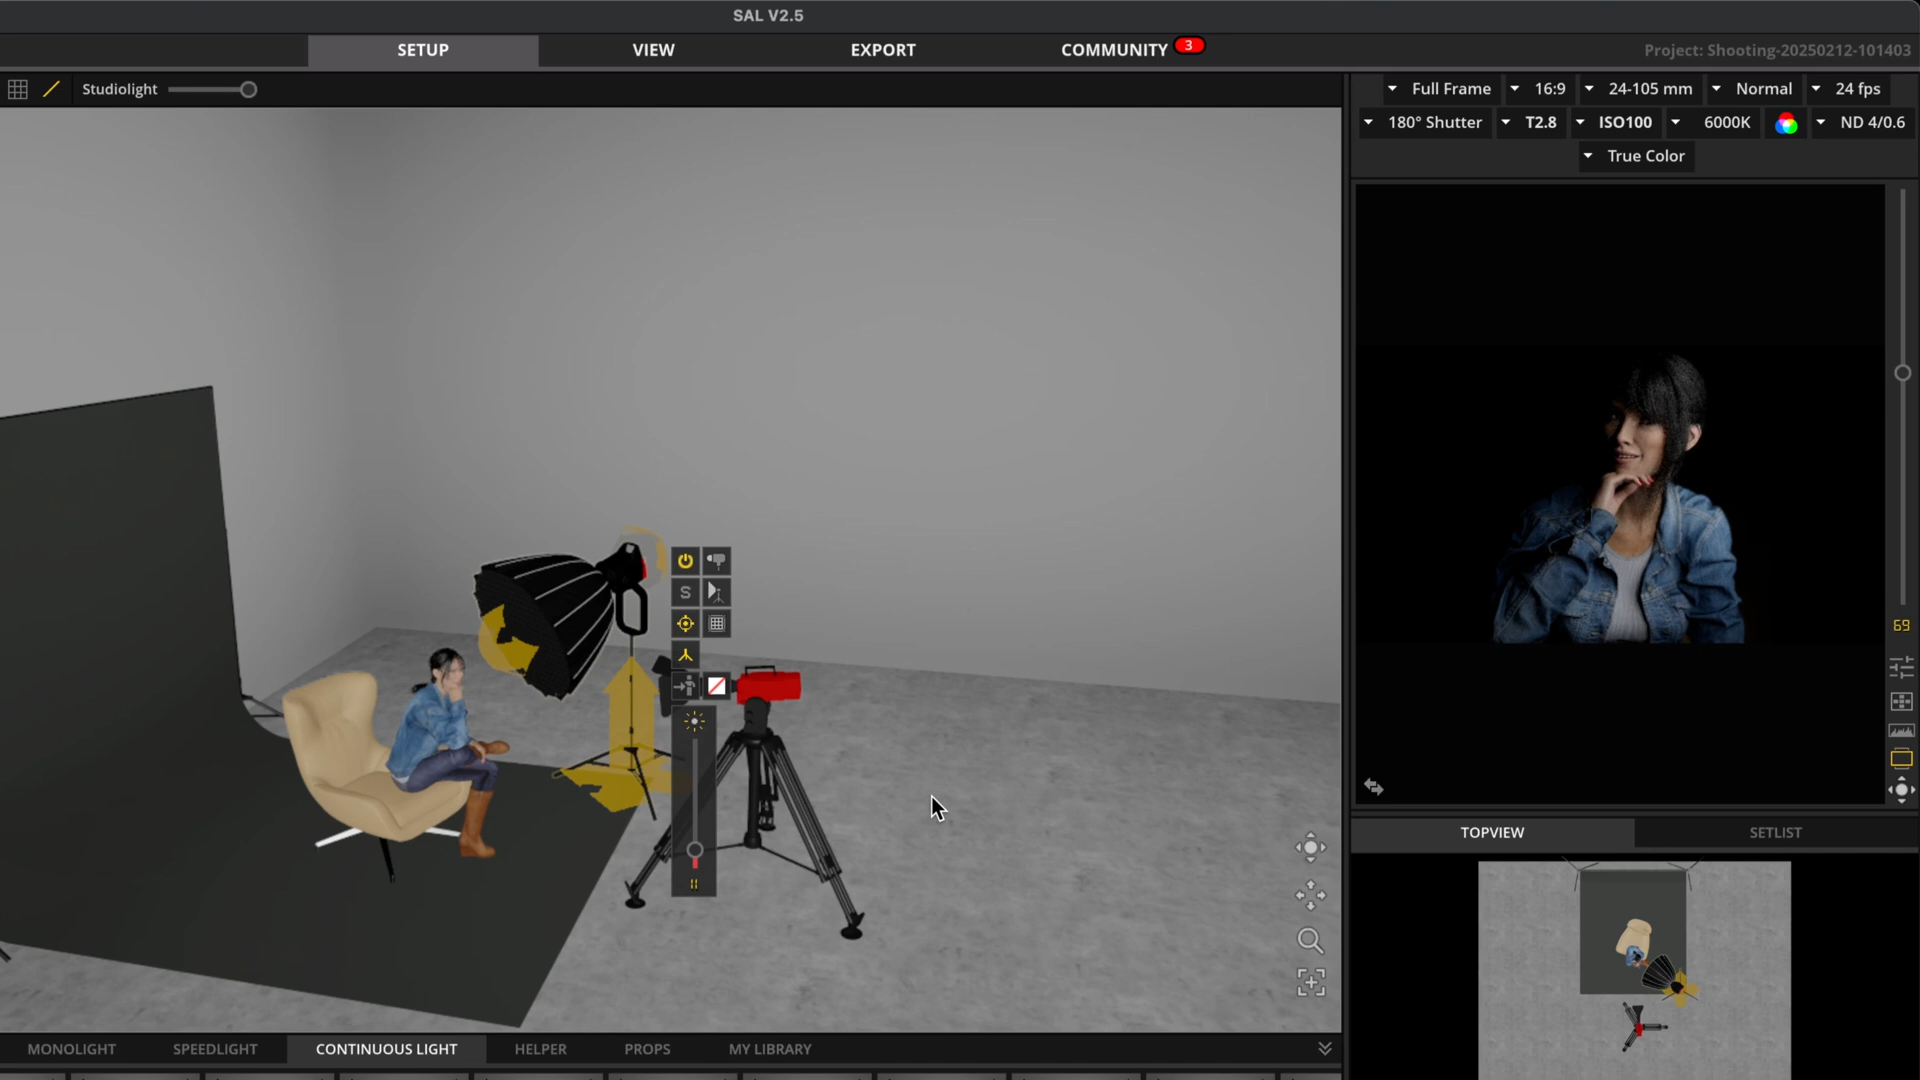 SAL V2.5
SETUP
VIEW
EXPORT
COMMUNITY
3
Project: Shooting-20250212-101403
Studiolight
Full Frame
16:9
24-105 mm
Normal
24 fps
180° Shutter
T2.8
ISO100
6000K
ND 4/0.6
True Color
S
11
69
TOPVIEW
SETLIST
MONOLIGHT
SPEEDLIGHT
CONTINUOUS LIGHT
HELPER
PROPS
MY LIBRARY